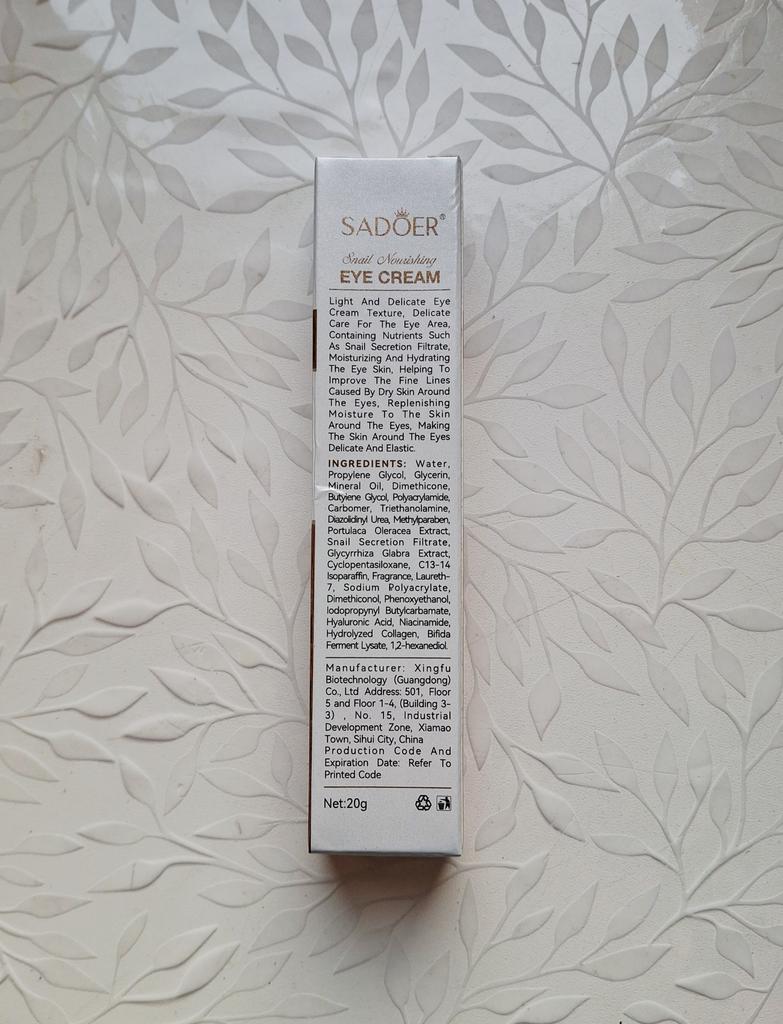 SADOER®
Snail Nourishing
EYE CREAM
Light And Delicate Eye
Cream Texture, Delicate
Care For The Eye Area,
Containing Nutrients Such
As Snail Secretion Filtrate,
Moisturizing And Hydrating
The Eye Skin, Helping To
Improve The Fine Lines
Caused By Dry Skin Around
The Eyes, Replenishing
Moisture To The Skin
Around The Eyes, Making
The Skin Around The Eyes
Delicate And Elastic.
INGREDIENTS: Water,
Propylene Glycol, Glycerin,
Mineral Oil, Dimethicone,
Butylene Glycol, Polyacrylamide,
Carbomer, Triethanolamine,
Diazolidinyl Urea, Methylparaben,
Portulaca Oleracea Extract,
Snail Secretion Filtrate,
Glycyrrhiza Glabra Extract,
Cyclopentasiloxane, C13-14
Isoparaffin, Fragrance, Laureth-
7, Sodium Polyacrylate,
Dimethiconol, Phenoxyethanol,
Iodopropynyl Butylcarbamate,
Hyaluronic Acid, Niacinamide,
Hydrolyzed Collagen, Bifida
Ferment Lysate, 1,2-hexanediol.
Manufacturer: Xingfu
Biotechnology (Guangdong)
Co., Ltd Address: 501, Floor
5 and Floor 1-4, (Building 3-
3) , No. 15, Industrial
Development Zone, Xiamao
Town, Sihui City, China
Production Code And
Expiration Date: Refer To
Printed Code
Net:20g